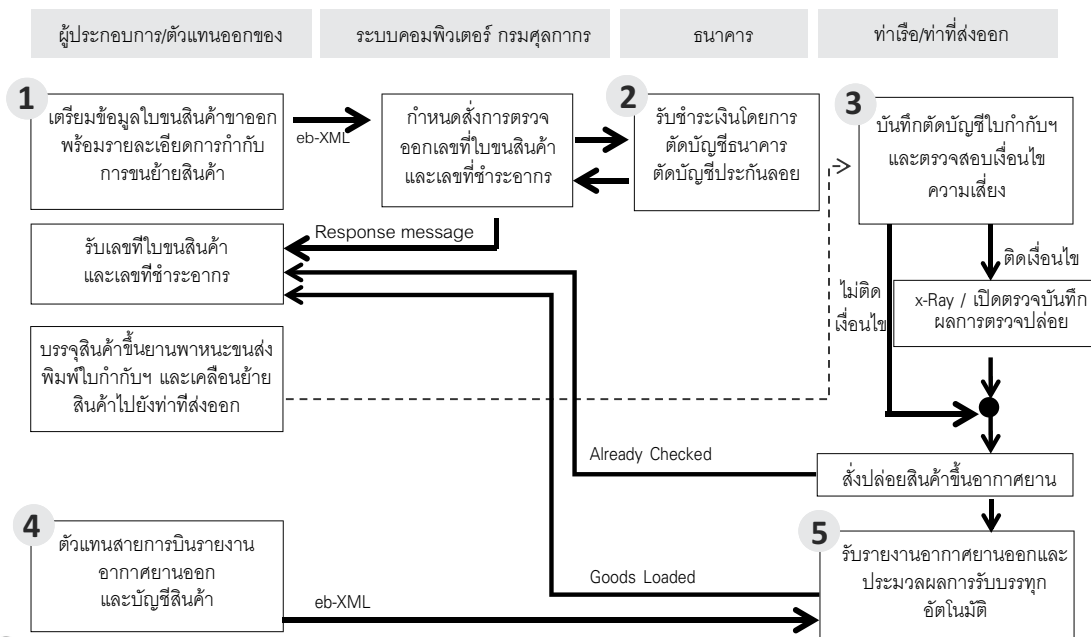 ผู้ประกอบการ/ตัวแทนออกของ
ระบบคอมพิวเตอร์ กรมศุลกากร
ธนาคาร
ท่าเรือ/ท่าที่ส่งออก
1
เตรียมข้อมูลใบขนสินค้าขาออก
พร้อมรายละเอียดการกำกับ
การขนย้ายสินค้า
eb-XML
กำหนดสั่งการตรวจ
ออกเลขที่ใบขนสินค้า
และเลขที่ชำระอากร
2
รับชำระเงินโดยการ
ตัดบัญชีธนาคาร
ตัดบัญชีประกันลอย
3
บันทึกตัดบัญชีใบกำกับฯ
และตรวจสอบเงื่อนไข
ความเสี่ยง
Response message
รับเลขที่ใบขนสินค้า
และเลขที่ชำระอากร
ติดเงื่อนไข
ไม่ติด
เงื่อนไข
x-Ray / เปิดตรวจบันทึก
ผลการตรวจปล่อย
บรรจุสินค้าขึ้นยานพาหนะขนส่ง
พิมพ์ใบกำกับฯ และเคลื่อนย้าย
สินค้าไปยังท่าที่ส่งออก
Already Checked
สั่งปล่อยสินค้าขึ้นอากาศยาน
4
ตัวแทนสายการบินรายงาน
อากาศยานออก
และบัญชีสินค้า
eb-XML
Goods Loaded
5
รับรายงานอากาศยานออกและ
ประมวลผลการรับบรรทุก
อัตโนมัติ